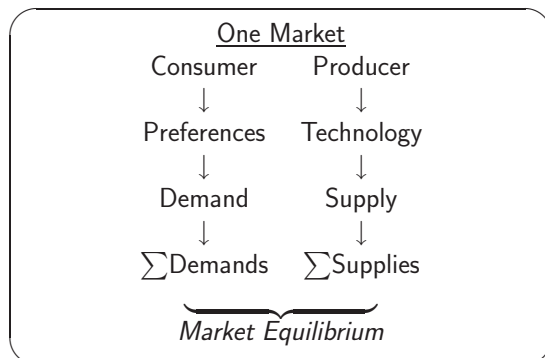 One Market
Consumer Producer
↓ ↓
Preferences Technology
↓ ↓
Demand Supply
↓ ↓
∑Demands ∑Supplies
Market Equilibrium